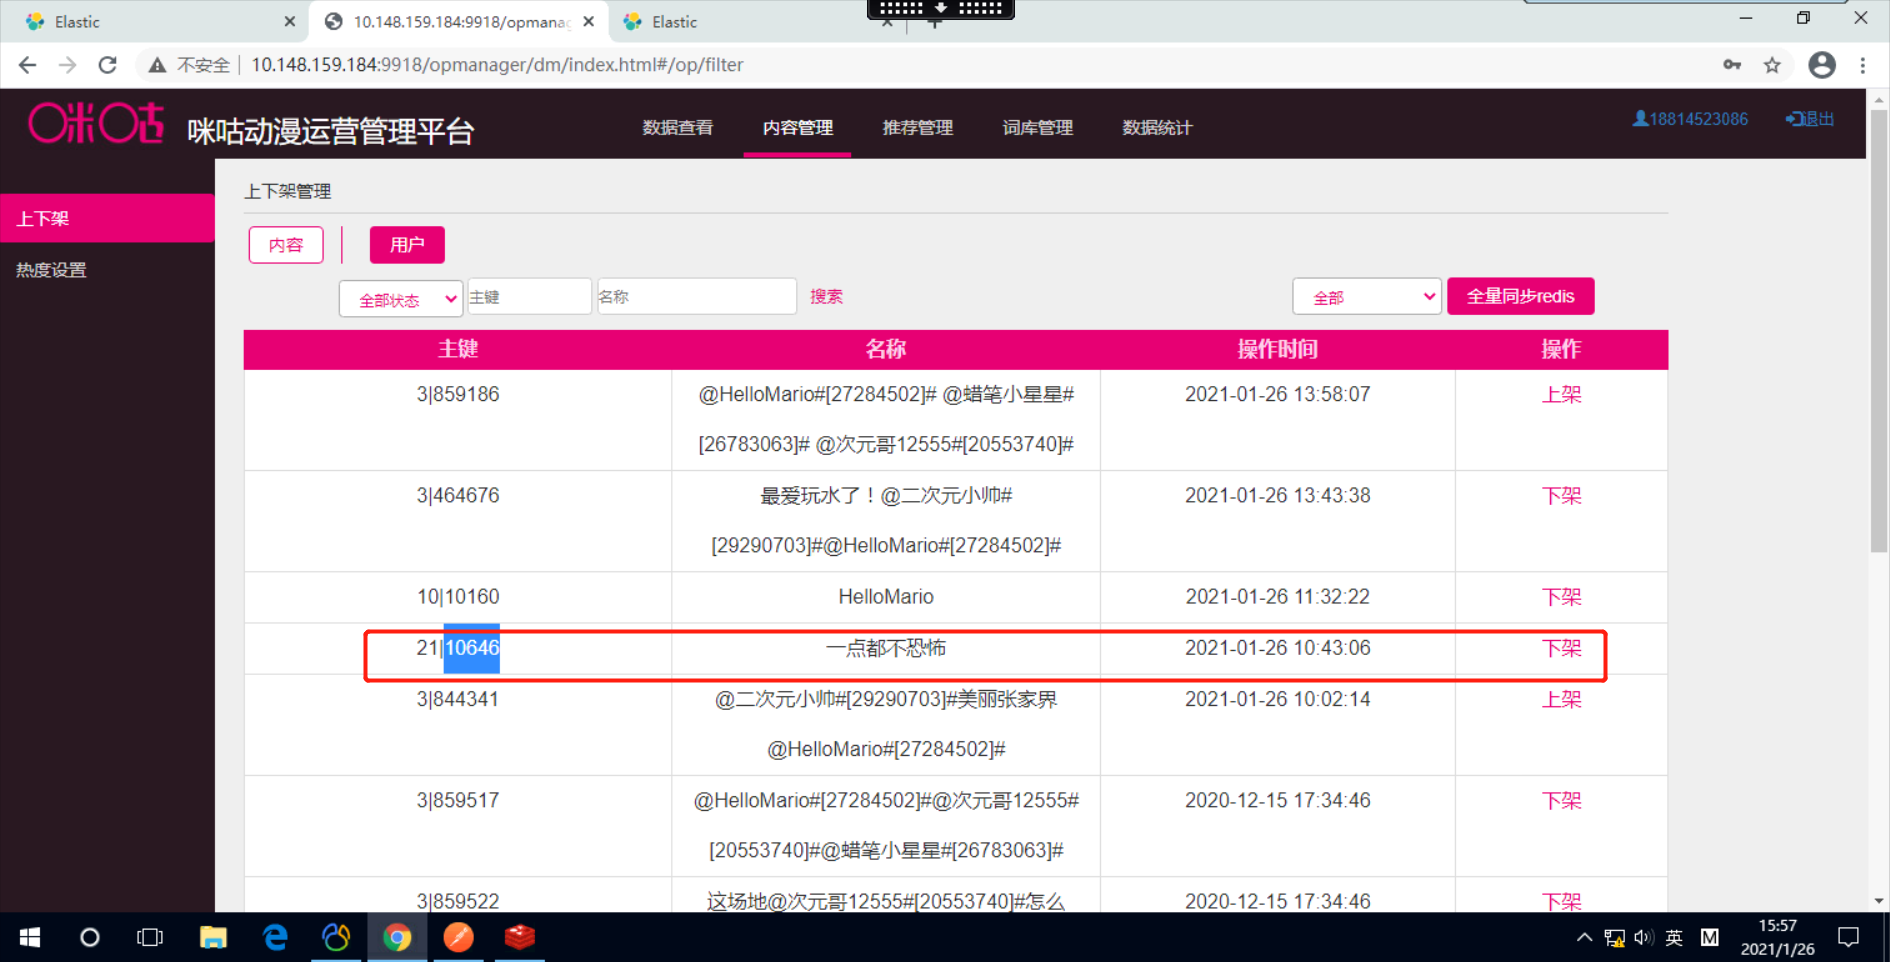 Elastic
10.148.159.184:9918/opmanag
Elastic
不安全
10.148.159.184:9918/opmanager/dm/index.html#/op/filter
咪咕
咪咕动漫运营管理平台
数据查看
内容管理
推荐管理
词库管理
数据统计
18814523086
退出
上下架
热度设置
上下架管理
内容
用户
全部状态
主键
名称
搜索
全部
全量同步redis
主键 名称 操作时间 操作
3|859186 @HelloMario#[27284502]# @蜡笔小星星# 2021-01-26 13:58:07 上架
[26783063]# @次元哥12555#[20553740]#
3|464676 最爱玩水了！@二次元小帅# 2021-01-26 13:43:38 下架
[29290703]#@HelloMario#[27284502]#
10|10160 HelloMario 2021-01-26 11:32:22 下架
21|10646 一点都不恐怖 2021-01-26 10:43:06 下架
3|844341 @二次元小帅#[29290703]#美丽张家界 2021-01-26 10:02:14 上架
@HelloMario#[27284502]#
3|859517 @HelloMario#[27284502]#@次元哥12555# 2020-12-15 17:34:46 下架
[20553740]#@蜡笔小星星#[26783063]#
3|859522 这场地@次元哥12555#[20553740]#怎么 2020-12-15 17:34:46 下架
英
M
15:57
2021/1/26